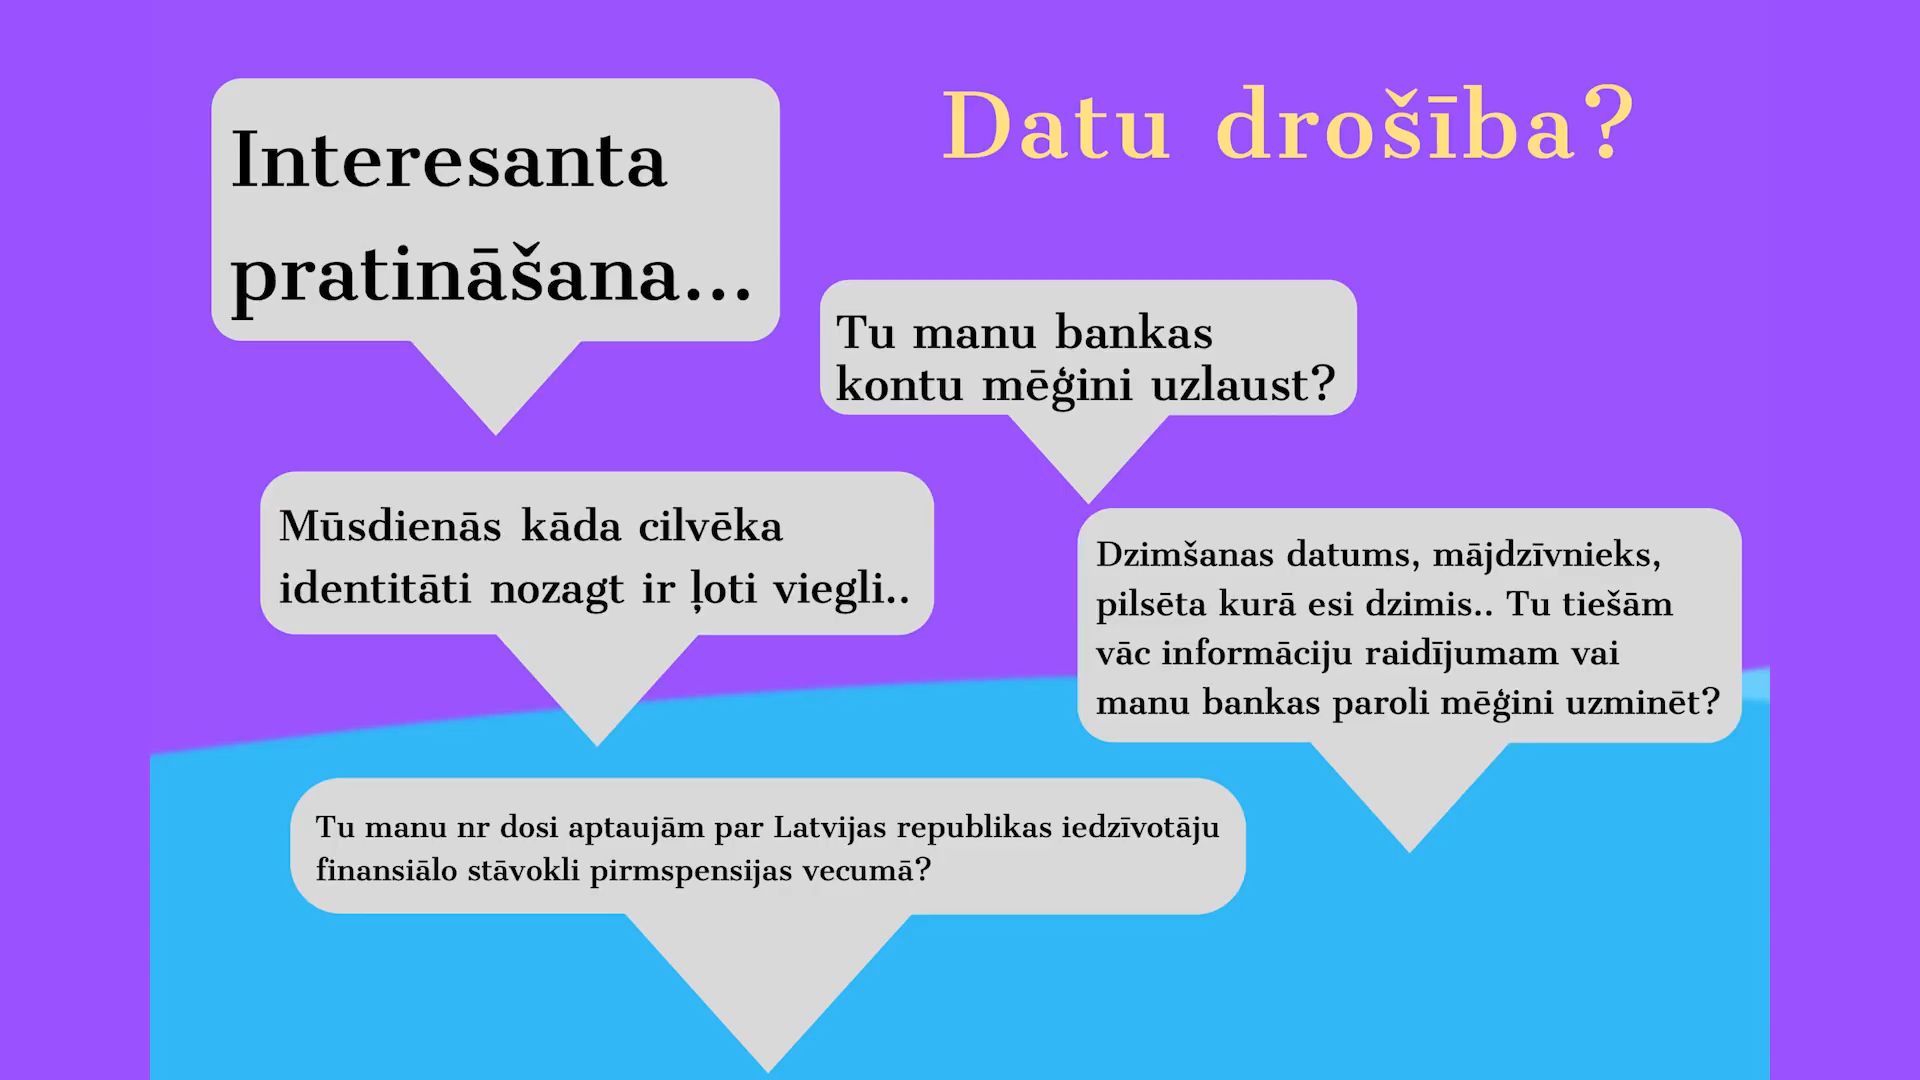 Datu drošība?
Interesanta
pratināšana...
Tu manu bankas
kontu mēģini uzlaust?
Mūsdienās kāda cilvēka
identitāti nozagt ir ļoti viegli..
Dzimšanas datums, mājdzīvnieks,
pilsēta kurā esi dzimis.. Tu tiešām
vāc informāciju raidījumam vai
manu bankas paroli mēģini uzminēt?
Tu manu nr dosi aptaujām par Latvijas republikas iedzīvotāju
finansiālo stāvokli pirmspensijas vecumā?